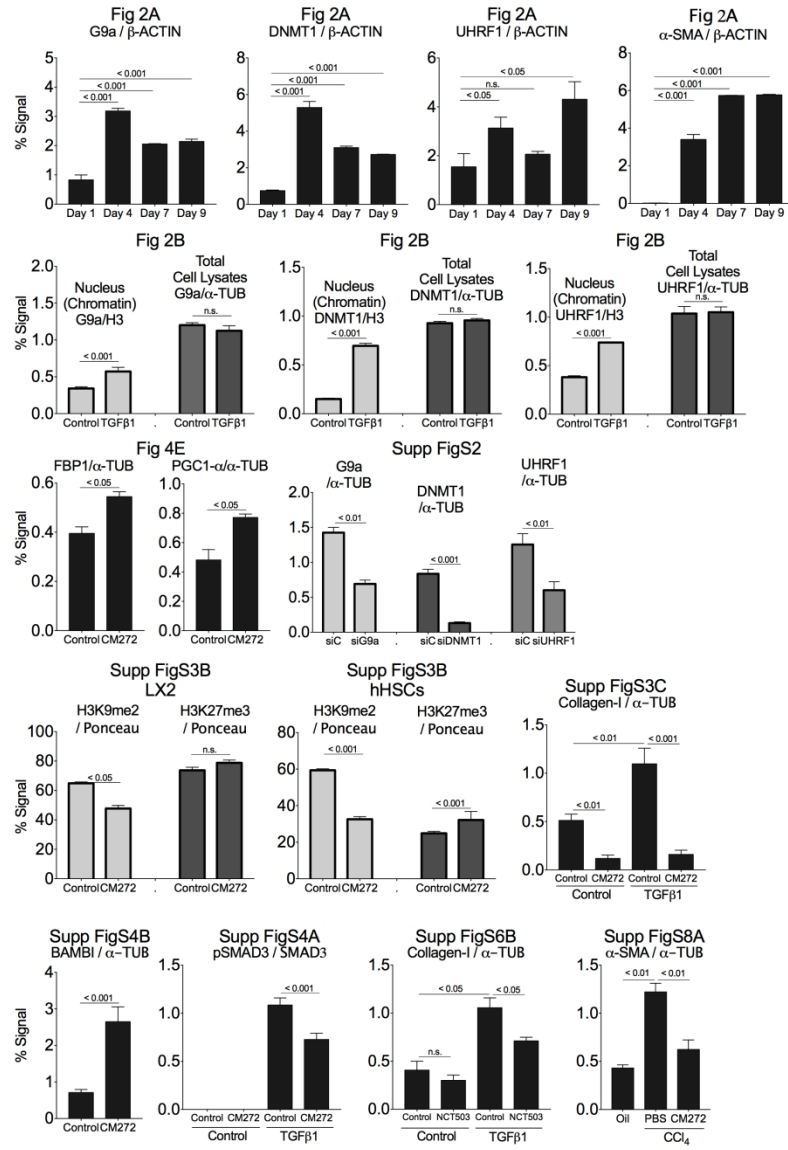 Fig 2A
G9a / β-ACTIN
% Signal
5
4
3
2
1
0
< 0.001
< 0.001
< 0.001
Day 1 Day 4 Day 7 Day 9
Fig 2A
DNMT1 / β-ACTIN
8
6
4
2
0
< 0.001
< 0.001
< 0.001
Day 1 Day 4 Day 7 Day 9
Fig 2A
UHRF1 / β-ACTIN
6
4
2
0
< 0.05
n.s.
< 0.05
Day 1 Day 4 Day 7 Day 9
Fig 2A
α-SMA / β-ACTIN
8
6
4
2
0
< 0.001
< 0.001
< 0.001
Day 1 Day 4 Day 7 Day 9
Fig 2B
% Signal
2.0
1.5
1.0
0.5
0.0
Nucleus
(Chromatin)
G9a/H3
< 0.001
Total
Cell Lysates
G9a/α-TUB
n.s.
Control TGFβ1 . Control TGFβ1
Fig 2B
1.5
1.0
0.5
0.0
Nucleus
(Chromatin)
DNMT1/H3
< 0.001
Total
Cell Lysates
DNMT1/α-TUB
n.s.
Control TGFβ1 . Control TGFβ1
Fig 2B
1.5
1.0
0.5
0.0
Nucleus
(Chromatin)
UHRF1/H3
< 0.001
Total
Cell Lysates
UHRF1/α-TUB
n.s.
Control TGFβ1 . Control TGFβ1
Fig 4E
FBP1/α-TUB
% Signal
0.6
0.4
0.2
0.0
< 0.05
Control CM272
PGC1-α/α-TUB
1.0
0.8
0.6
0.4
0.2
0.0
< 0.05
Control CM272
Supp FigS2
2.0
1.5
1.0
0.5
0.0
G9a
/α-TUB
< 0.01
DNMT1
/α-TUB
< 0.001
UHRF1
/α-TUB
< 0.01
siC siG9a . siC siDNMT1 . siC siUHRF1
Supp FigS3B
LX2
% Signal
100
80
60
40
20
0
H3K9me2
/ Ponceau
< 0.05
H3K27me3
/ Ponceau
n.s.
Control CM272 . Control CM272
Supp FigS3B
hHSCs
80
60
40
20
0
H3K9me2
/ Ponceau
< 0.001
H3K27me3
/ Ponceau
< 0.001
Control CM272 . Control CM272
Supp FigS3C
Collagen-I / α-TUB
1.5
1.0
0.5
0.0
< 0.01
< 0.01
< 0.001
Control CM272 Control CM272
Control TGFβ1
Supp FigS4B
BAMBI / α-TUB
% Signal
4
3
2
1
0
< 0.001
Control CM272
Supp FigS4A
pSMAD3 / SMAD3
1.5
1.0
0.5
0.0
< 0.001
Control CM272 Control CM272
Control TGFβ1
Supp FigS6B
Collagen-I / α-TUB
1.5
1.0
0.5
0.0
< 0.05
n.s.
< 0.05
Control NCT503 Control NCT503
Control TGFβ1
Supp FigS8A
α-SMA / α-TUB
1.5
1.0
0.5
0.0
< 0.01
< 0.01
Oil PBS CM272
CCl4